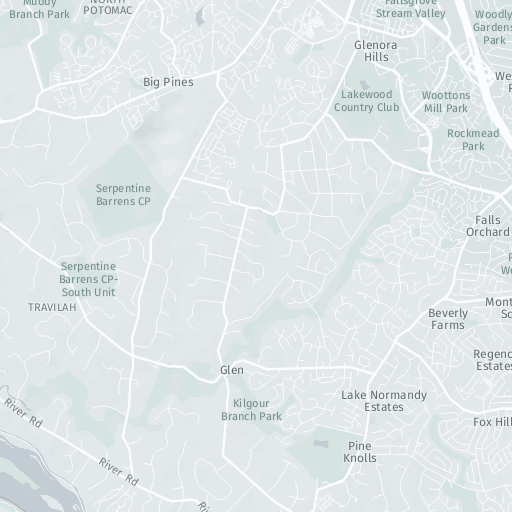 Muddy
Branch Park
NORTH
POTOMAC
Fallsgrove
Stream Valley
Woodly
Gardens
Park
Glenora
Hills
Big Pines
Lakewood
Country Club
Woottons
Mill Park
Rockmead
Park
Serpentine
Barrens CP
Falls
Orchard
Serpentine
Barrens CP-
South Unit
TRAVILAH
Beverly
Farms
Regenc
Estates
Glen
Lake Normandy
Estates
Kilgour
Branch Park
Fox Hill
Pine
Knolls
River Rd
River Rd